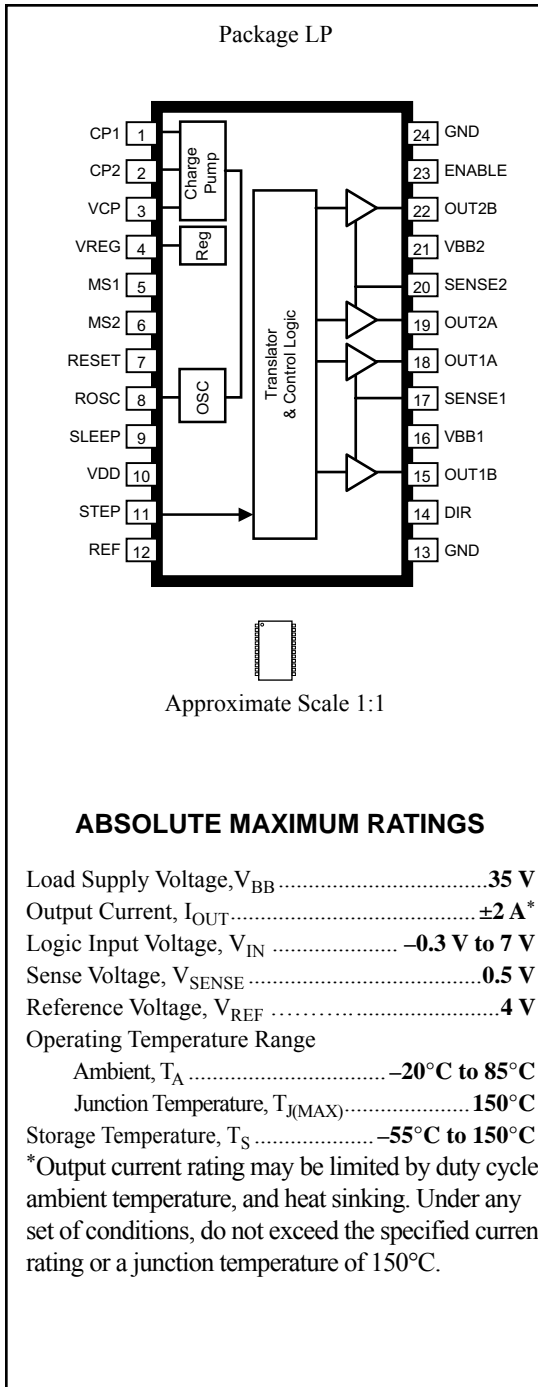 Package LP
CP1 1
CP2 2
VCP 3
VREG 4
MS1 5
MS2 6
RESET 7
ROSC 8
SLEEP 9
VDD 10
STEP 11
REF 12
Charge Pump
Reg
OSC
Translator & Control Logic
24 GND
23 ENABLE
22 OUT2B
21 VBB2
20 SENSE2
19 OUT2A
18 OUT1A
17 SENSE1
16 VBB1
15 OUT1B
14 DIR
13 GND
Approximate Scale 1:1
ABSOLUTE MAXIMUM RATINGS
Load Supply Voltage,VBB ..................................35 V
Output Current, IOUT....................................... ±2 A*
Logic Input Voltage, VIN .................... –0.3 V to 7 V
Sense Voltage, VSENSE .....................................0.5 V
Reference Voltage, VREF ………..........................4 V
Operating Temperature Range
Ambient, TA ................................ –20°C to 85°C
Junction Temperature, TJ(MAX)................... 150°C
Storage Temperature, TS ................... –55°C to 150°C
*Output current rating may be limited by duty cycle
ambient temperature, and heat sinking. Under any
set of conditions, do not exceed the specified curren
rating or a junction temperature of 150°C.